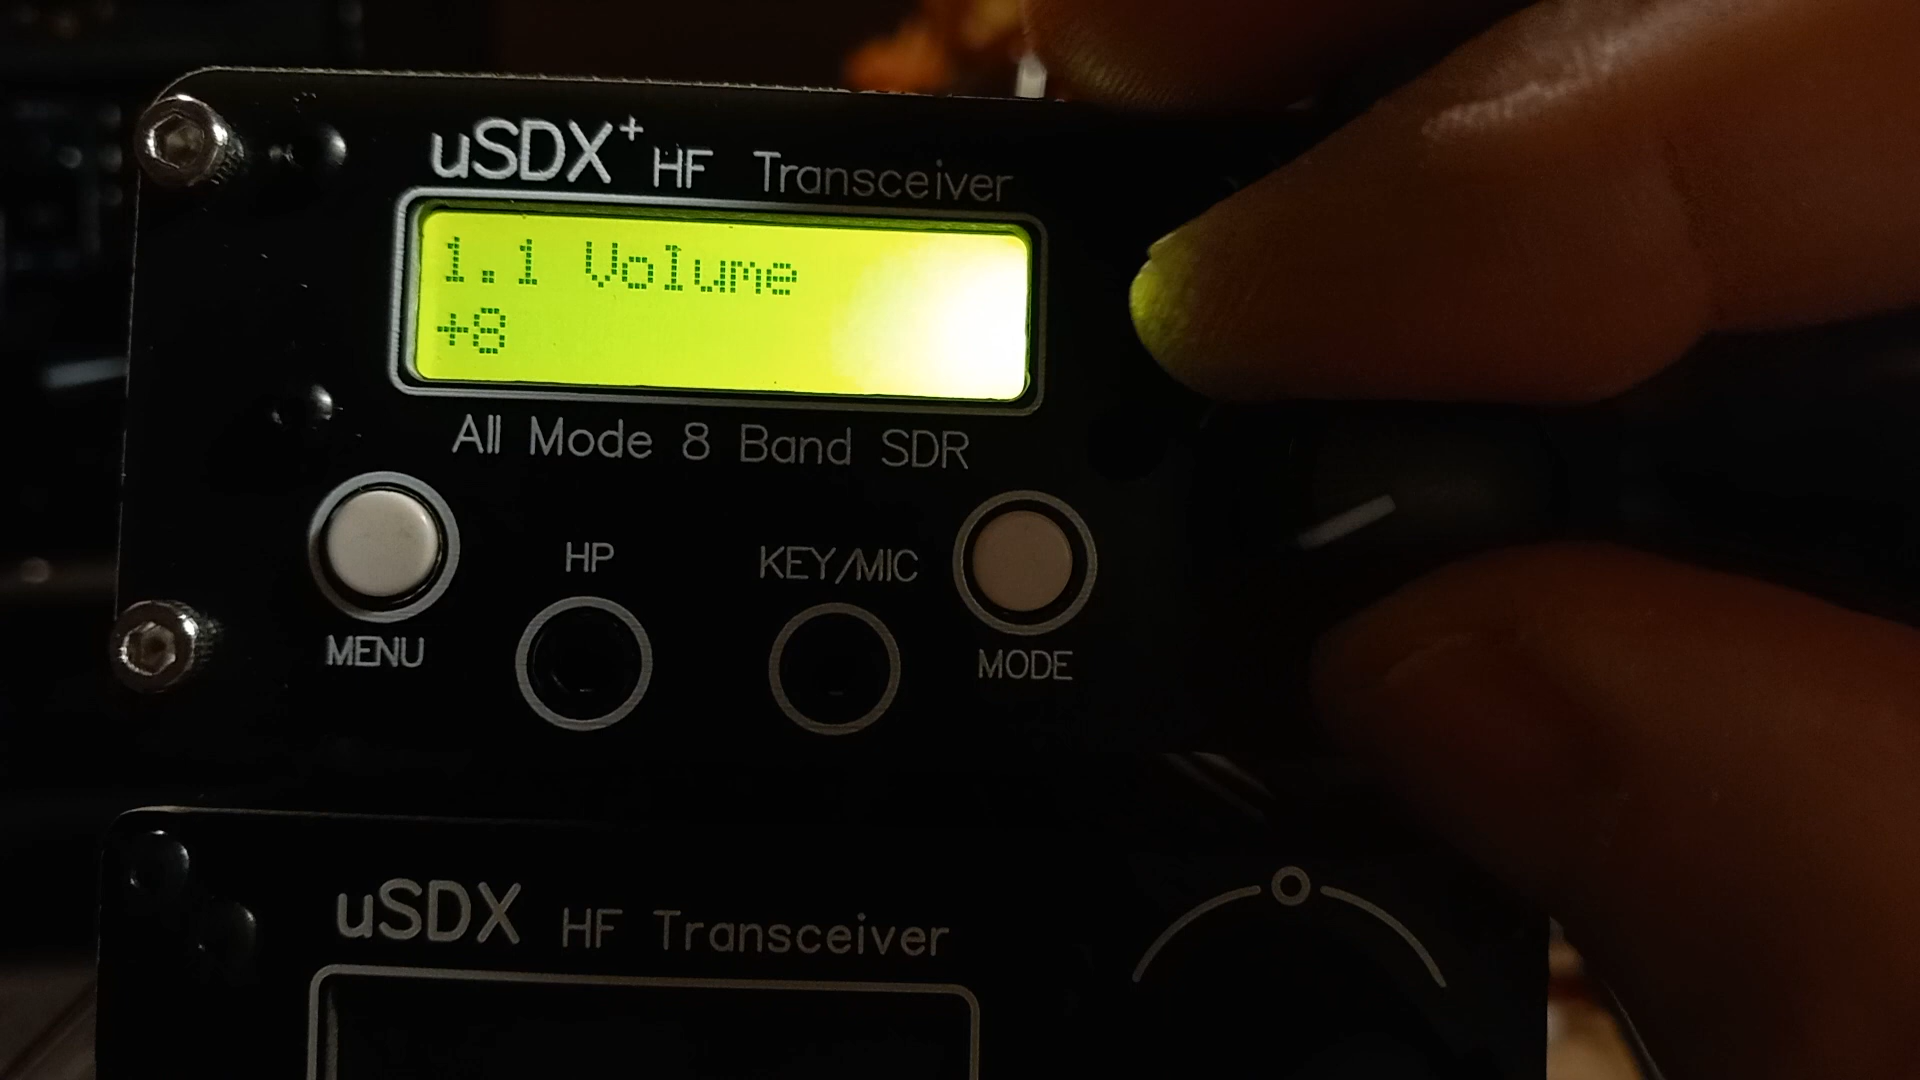 uSDX+ HF Transceiver
1.1 Volume
+8
All Mode 8 Band SDR
HP KEY/MIC
MENU MODE
uSDX HF Transceiver